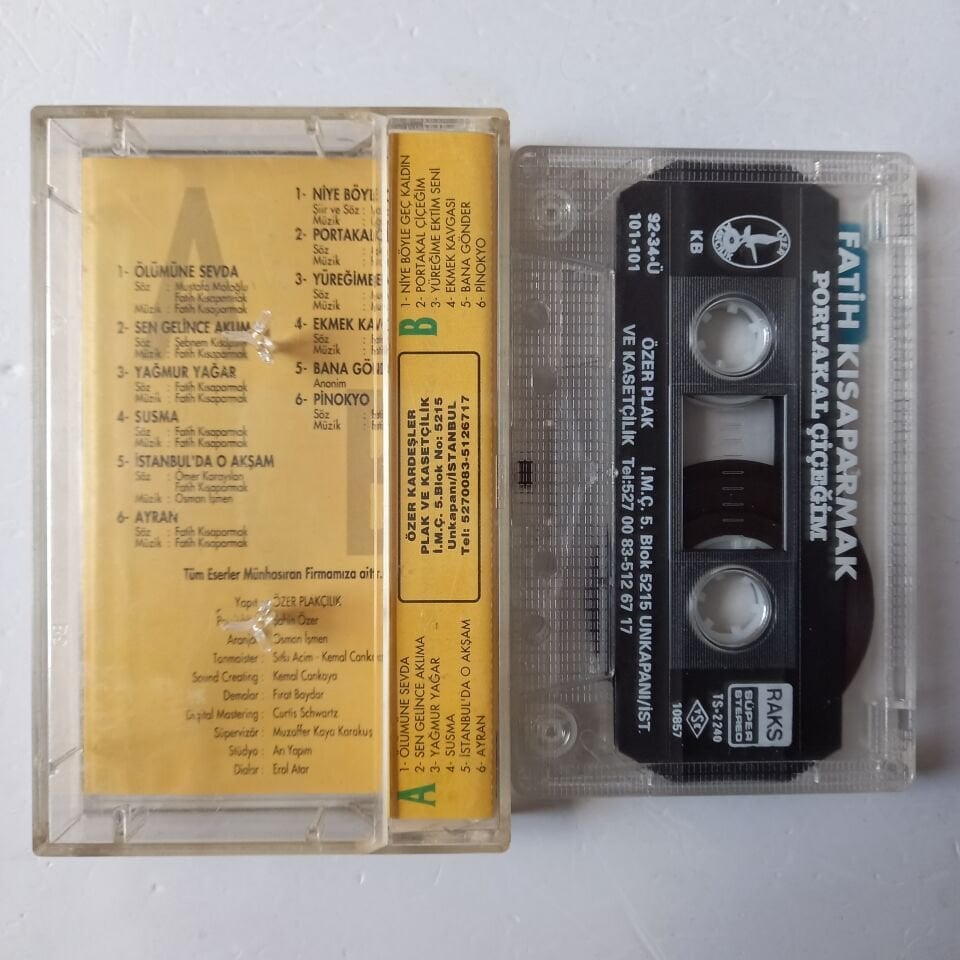 1- ÖLÜMÜNE SEVDA
Söz : Mustafa Maloğlu
Fatih Kısaparmak
Müzik : Fatih Kısaparmak
2- SEN GELİNCE AKLIM
Söz : Şebnem
Müzik : Fatih Kısaparmak
3- YAĞMUR YAĞAR
Söz : Fatih Kısaparmak
Müzik : Fatih Kısaparmak
4- SUSMA
Söz : Fatih Kısaparmak
Müzik : Fatih Kısaparmak
5- İSTANBUL'DA O AKŞAM
Söz : Ömer Karayılan
Fatih Kısaparmak
Müzik : Osman İşmen
6- AYRAN
Söz : Fatih Kısaparmak
Müzik : Fatih Kısaparmak
1- NİYE BÖYLE
Şiir ve Söz :
Müzik :
2- PORTAKAL
Söz :
Müzik :
3- YÜREĞİME
Söz :
Müzik :
4- EKMEK
Söz :
Müzik :
5- BANA
Anonim
6- PİNOKYO
Söz :
Müzik :
Tüm Eserler Münhasıran Firmamıza aittir.
Yapım ÖZER PLAKÇILIK
Şahin Özer
Osman İşmen
Tonmaister : Sıtkı Acim - Kemal
Sound Creating : Kemal Cankaya
Demolar : Fırat Baydar
Digital Mastering : Curtis Schwartz
Süpervizör : Muzaffer Kaya Karakuş
Stüdyo : Arı Yapım
Dialar : Erol Atar
B
1- NİYE BÖYLE GEÇ KALDIN
2- PORTAKAL ÇİÇEĞİM
3- YÜREĞİME EKTİM SENİ
4- EKMEK KAVGASI
5- BANA GÖNDER
6- PİNOKYO
ÖZER KARDEŞLER
PLAK VE KASETÇİLİK
İ.M.Ç. 5.Blok No: 5215
Unkapanı/İSTANBUL
Tel: 5270083-5126717
A
1- ÖLÜMÜNE SEVDA
2- SEN GELİNCE AKLIMA
3- YAĞMUR YAĞAR
4- SUSMA
5- İSTANBUL'DA O AKŞAM
6- AYRAN
FATİH KISAPARMAK
PORTAKAL ÇİÇEĞİM
KB
92-34-Ü
101-101
ÖZER PLAK İ.M.Ç. 5. Blok 5215 UNKAPANI/İST.
VE KASETÇİLİK Tel:527 00 83-512 67 17
RAKS
SÜPER
STEREO
TS-2240
TSE
10857